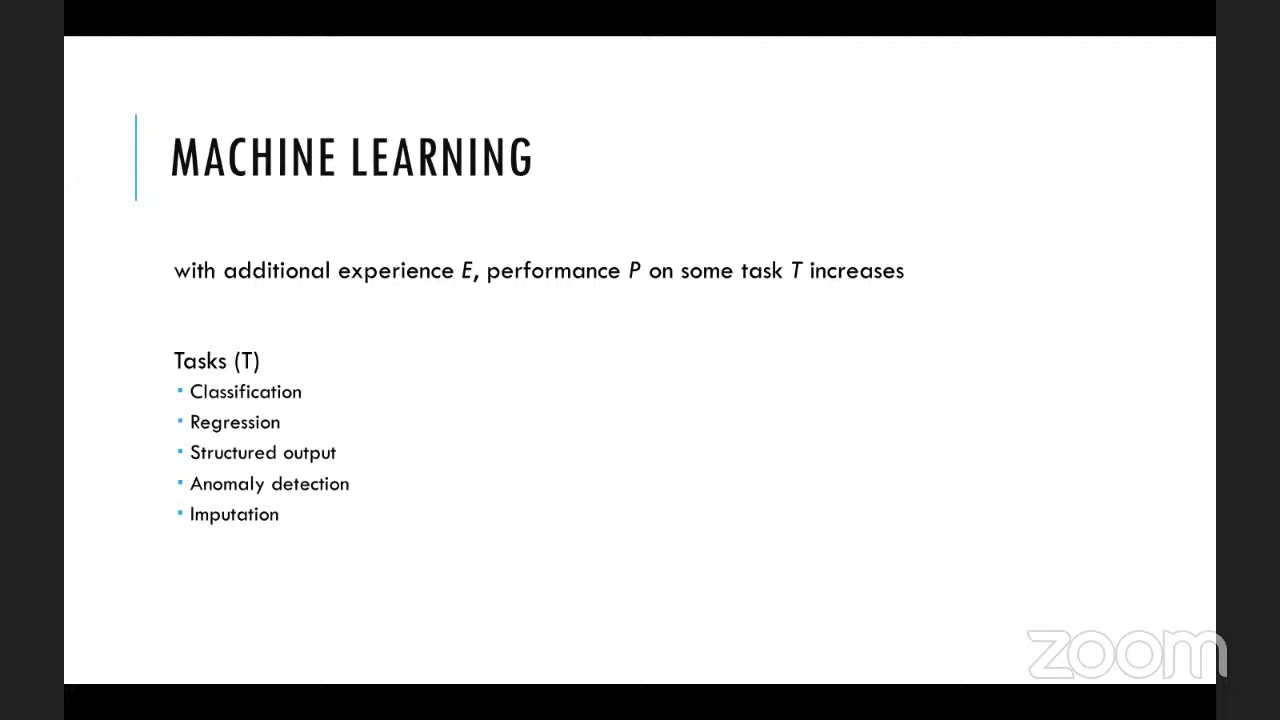 MACHINE LEARNING
with additional experience E, performance P on some task T increases
Tasks (T)
▪ Classification
▪ Regression
▪ Structured output
▪ Anomaly detection
▪ Imputation
zoom